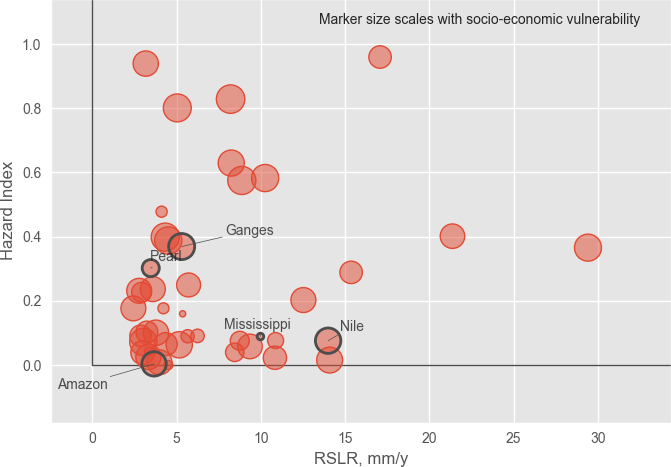 Marker size scales with socio-economic vulnerability
1.0
0.8
0.6
0.4
0.2
0.0
Hazard Index
Ganges
Pearl
Mississippi
Nile
Amazon
0
5
10
15
20
25
30
RSLR, mm/y